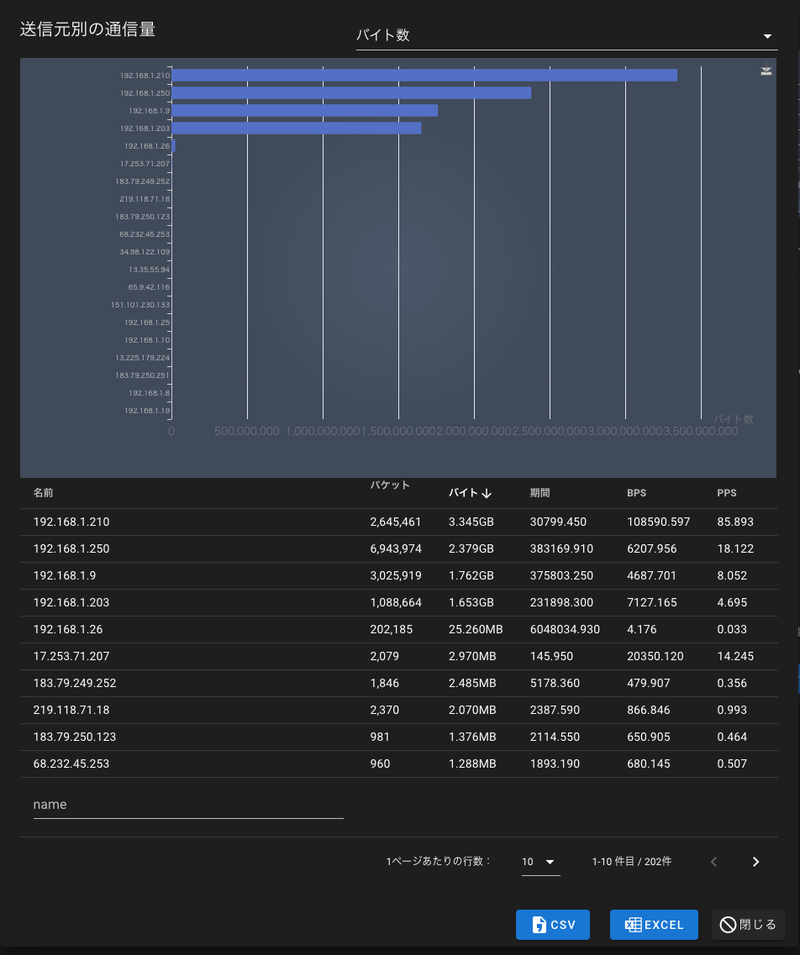 送信元別の通信量
バイト数
192.168.1.210
192.168.1.250
192.168.1.9
192.168.1.203
192.168.1.26
17.253.71.207
183.79.249.252
219.118.71.18
183.79.250.123
68.232.45.253
34.98.122.109
13.35.55.94
65.9.42.116
151.101.230.133
192.168.1.25
192.168.1.10
13.225.179.224
183.79.250.251
192.168.1.8
192.168.1.19
バイト数
0 500,000,000 1,000,000,000 1,500,000,000 2,000,000,000 2,500,000,000 3,000,000,000 3,500,000,000
名前 パケット バイト 期間 BPS PPS
192.168.1.210 2,645,461 3.345GB 30799.450 108590.597 85.893
192.168.1.250 6,943,974 2.379GB 383169.910 6207.956 18.122
192.168.1.9 3,025,919 1.762GB 375803.250 4687.701 8.052
192.168.1.203 1,088,664 1.653GB 231898.300 7127.165 4.695
192.168.1.26 202,185 25.260MB 6048034.930 4.176 0.033
17.253.71.207 2,079 2.970MB 145.950 20350.120 14.245
183.79.249.252 1,846 2.485MB 5178.360 479.907 0.356
219.118.71.18 2,370 2.070MB 2387.590 866.846 0.993
183.79.250.123 981 1.376MB 2114.550 650.905 0.464
68.232.45.253 960 1.288MB 1893.190 680.145 0.507
name
1ページあたりの行数： 10 1-10 件目 / 202件
CSV EXCEL 閉じる